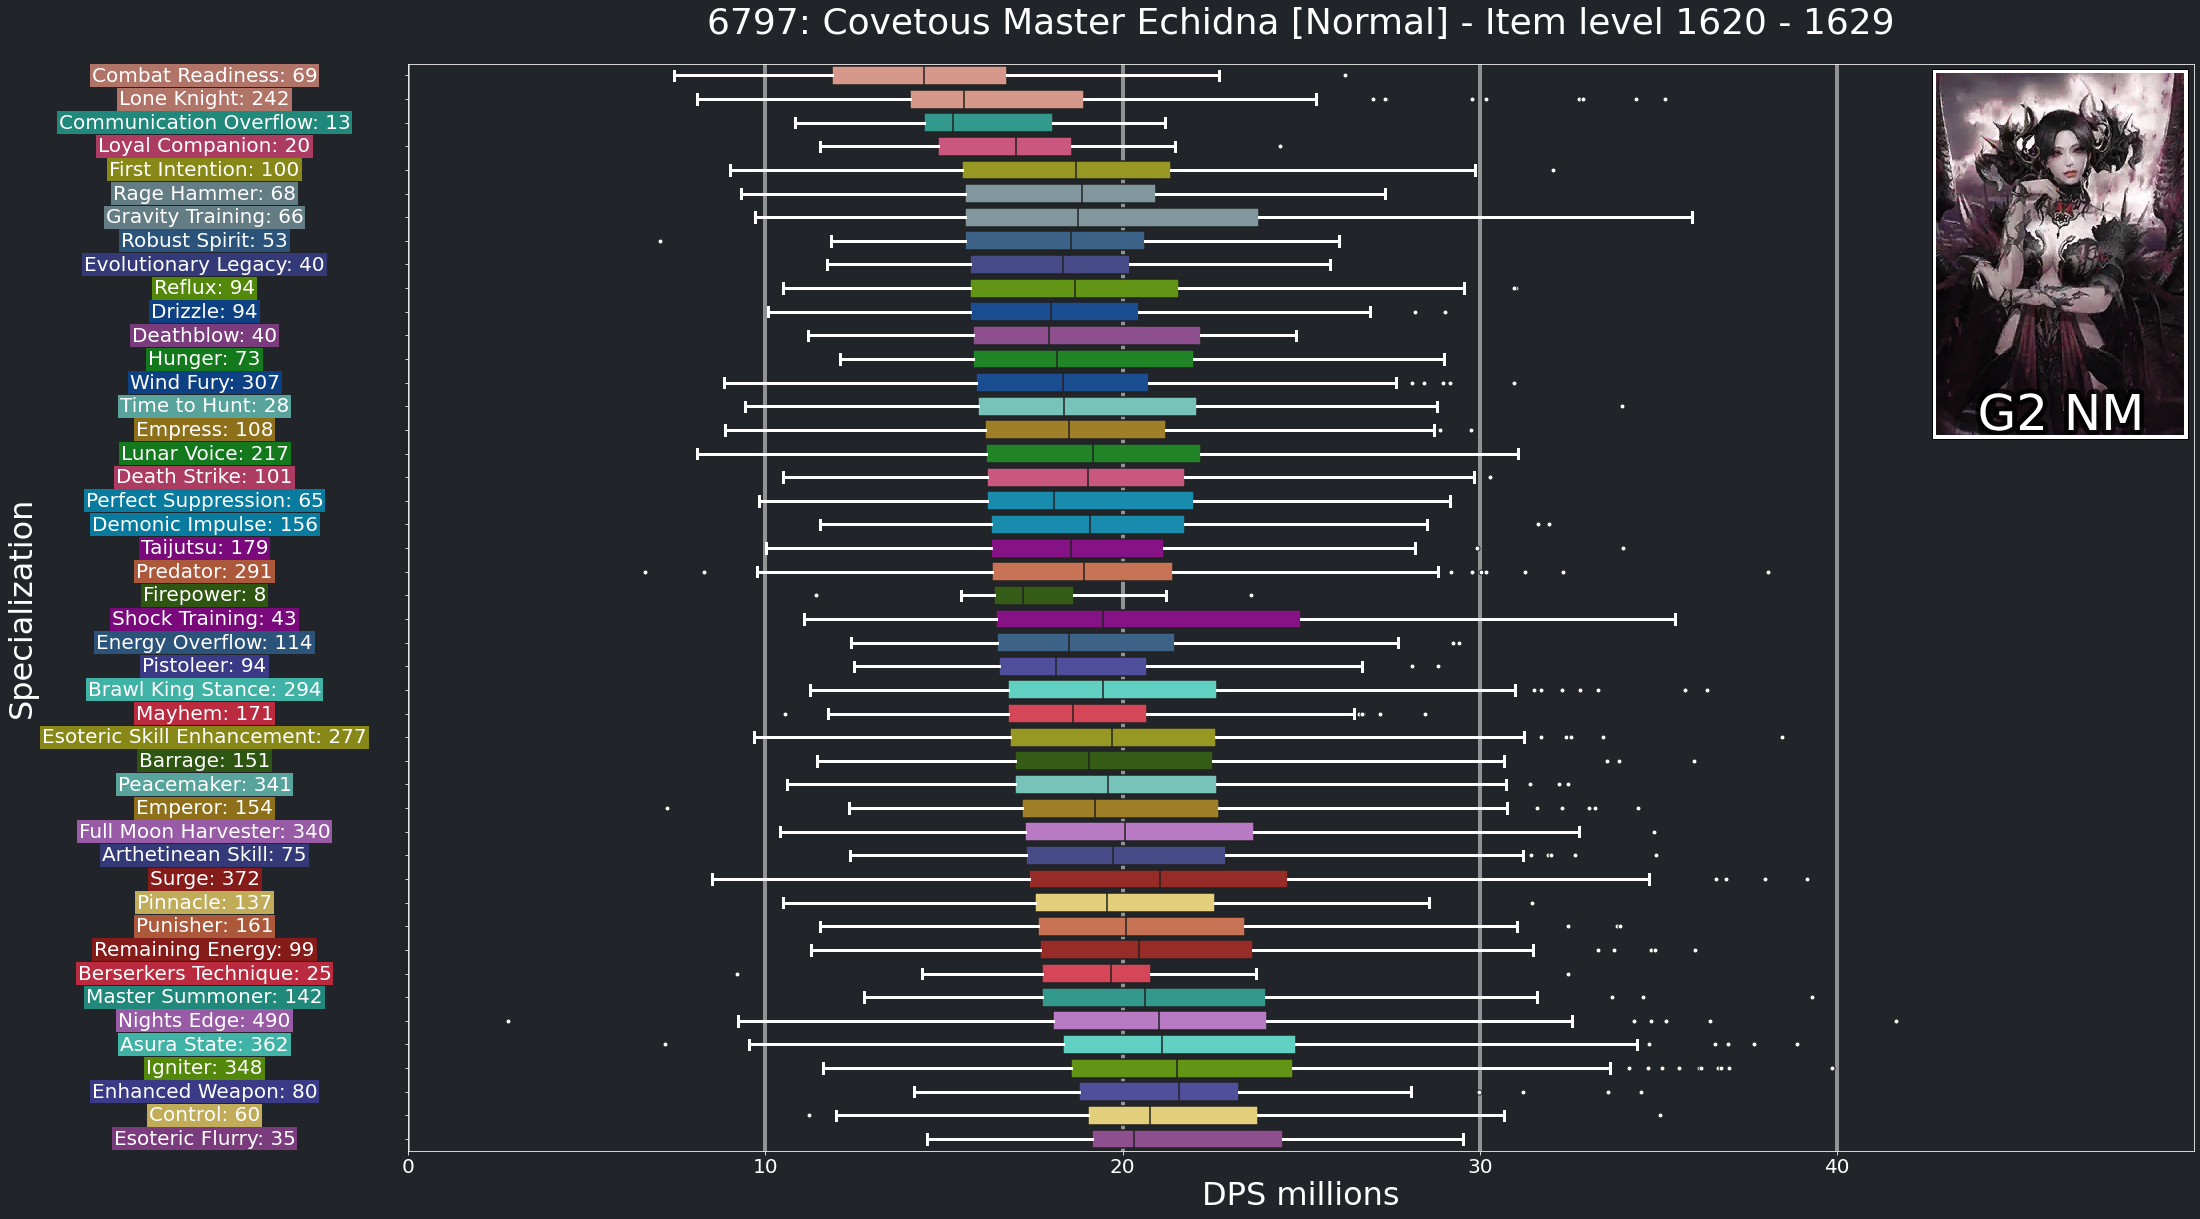 6797: Covetous Master Echidna [Normal] - Item level 1620 - 1629
Combat Readiness: 69
Lone Knight: 242
Communication Overflow: 13
Loyal Companion: 20
First Intention: 100
Rage Hammer: 68
Gravity Training: 66
Robust Spirit: 53
Evolutionary Legacy: 40
Reflux: 94
Drizzle: 94
Deathblow: 40
Hunger: 73
Wind Fury: 307
Time to Hunt: 28
Empress: 108
Lunar Voice: 217
Death Strike: 101
Perfect Suppression: 65
Demonic Impulse: 156
Taijutsu: 179
Predator: 291
Firepower: 8
Shock Training: 43
Energy Overflow: 114
Pistoleer: 94
Brawl King Stance: 294
Mayhem: 171
Esoteric Skill Enhancement: 277
Barrage: 151
Peacemaker: 341
Emperor: 154
Full Moon Harvester: 340
Arthetinean Skill: 75
Surge: 372
Pinnacle: 137
Punisher: 161
Remaining Energy: 99
Berserkers Technique: 25
Master Summoner: 142
Nights Edge: 490
Asura State: 362
Igniter: 348
Enhanced Weapon: 80
Control: 60
Esoteric Flurry: 35
Specialization
G2 NM
0 10 20 30 40
DPS millions